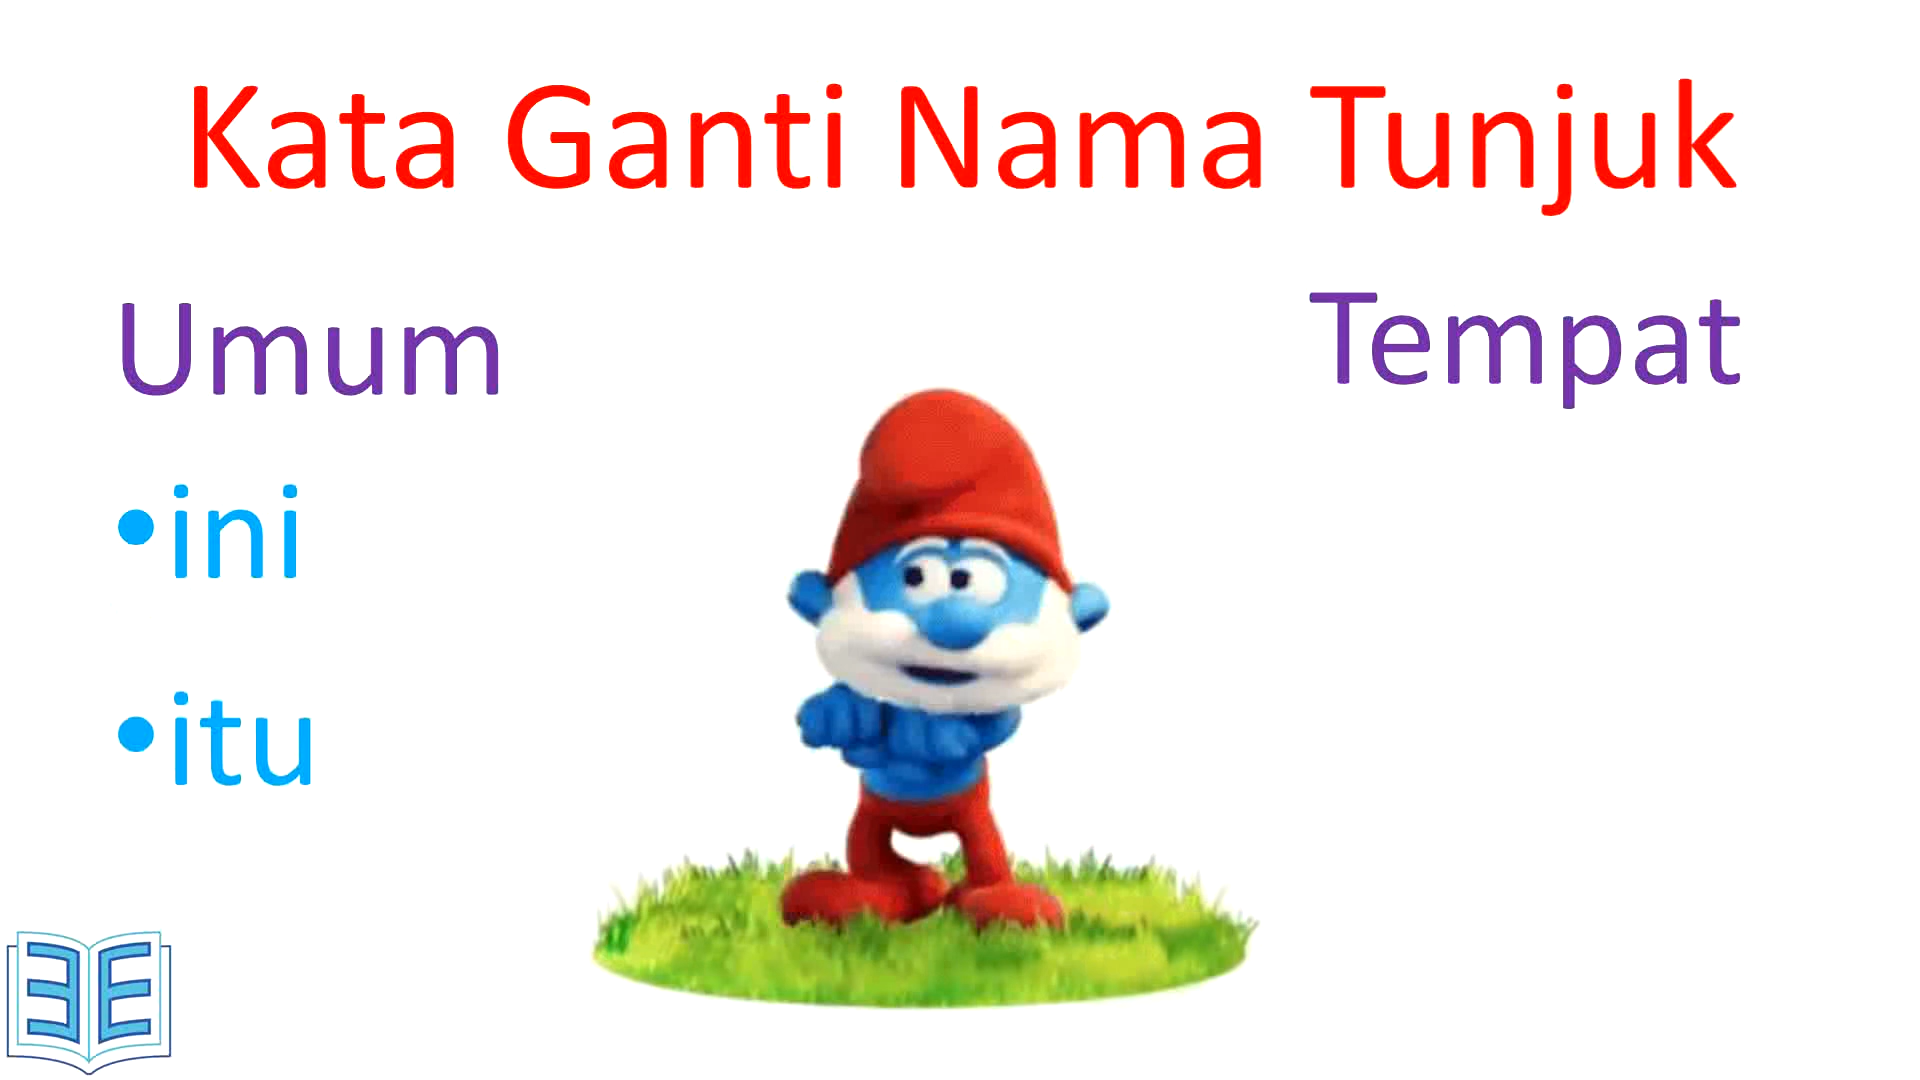 Kata Ganti Nama Tunjuk
Umum
Tempat
•ini
•itu